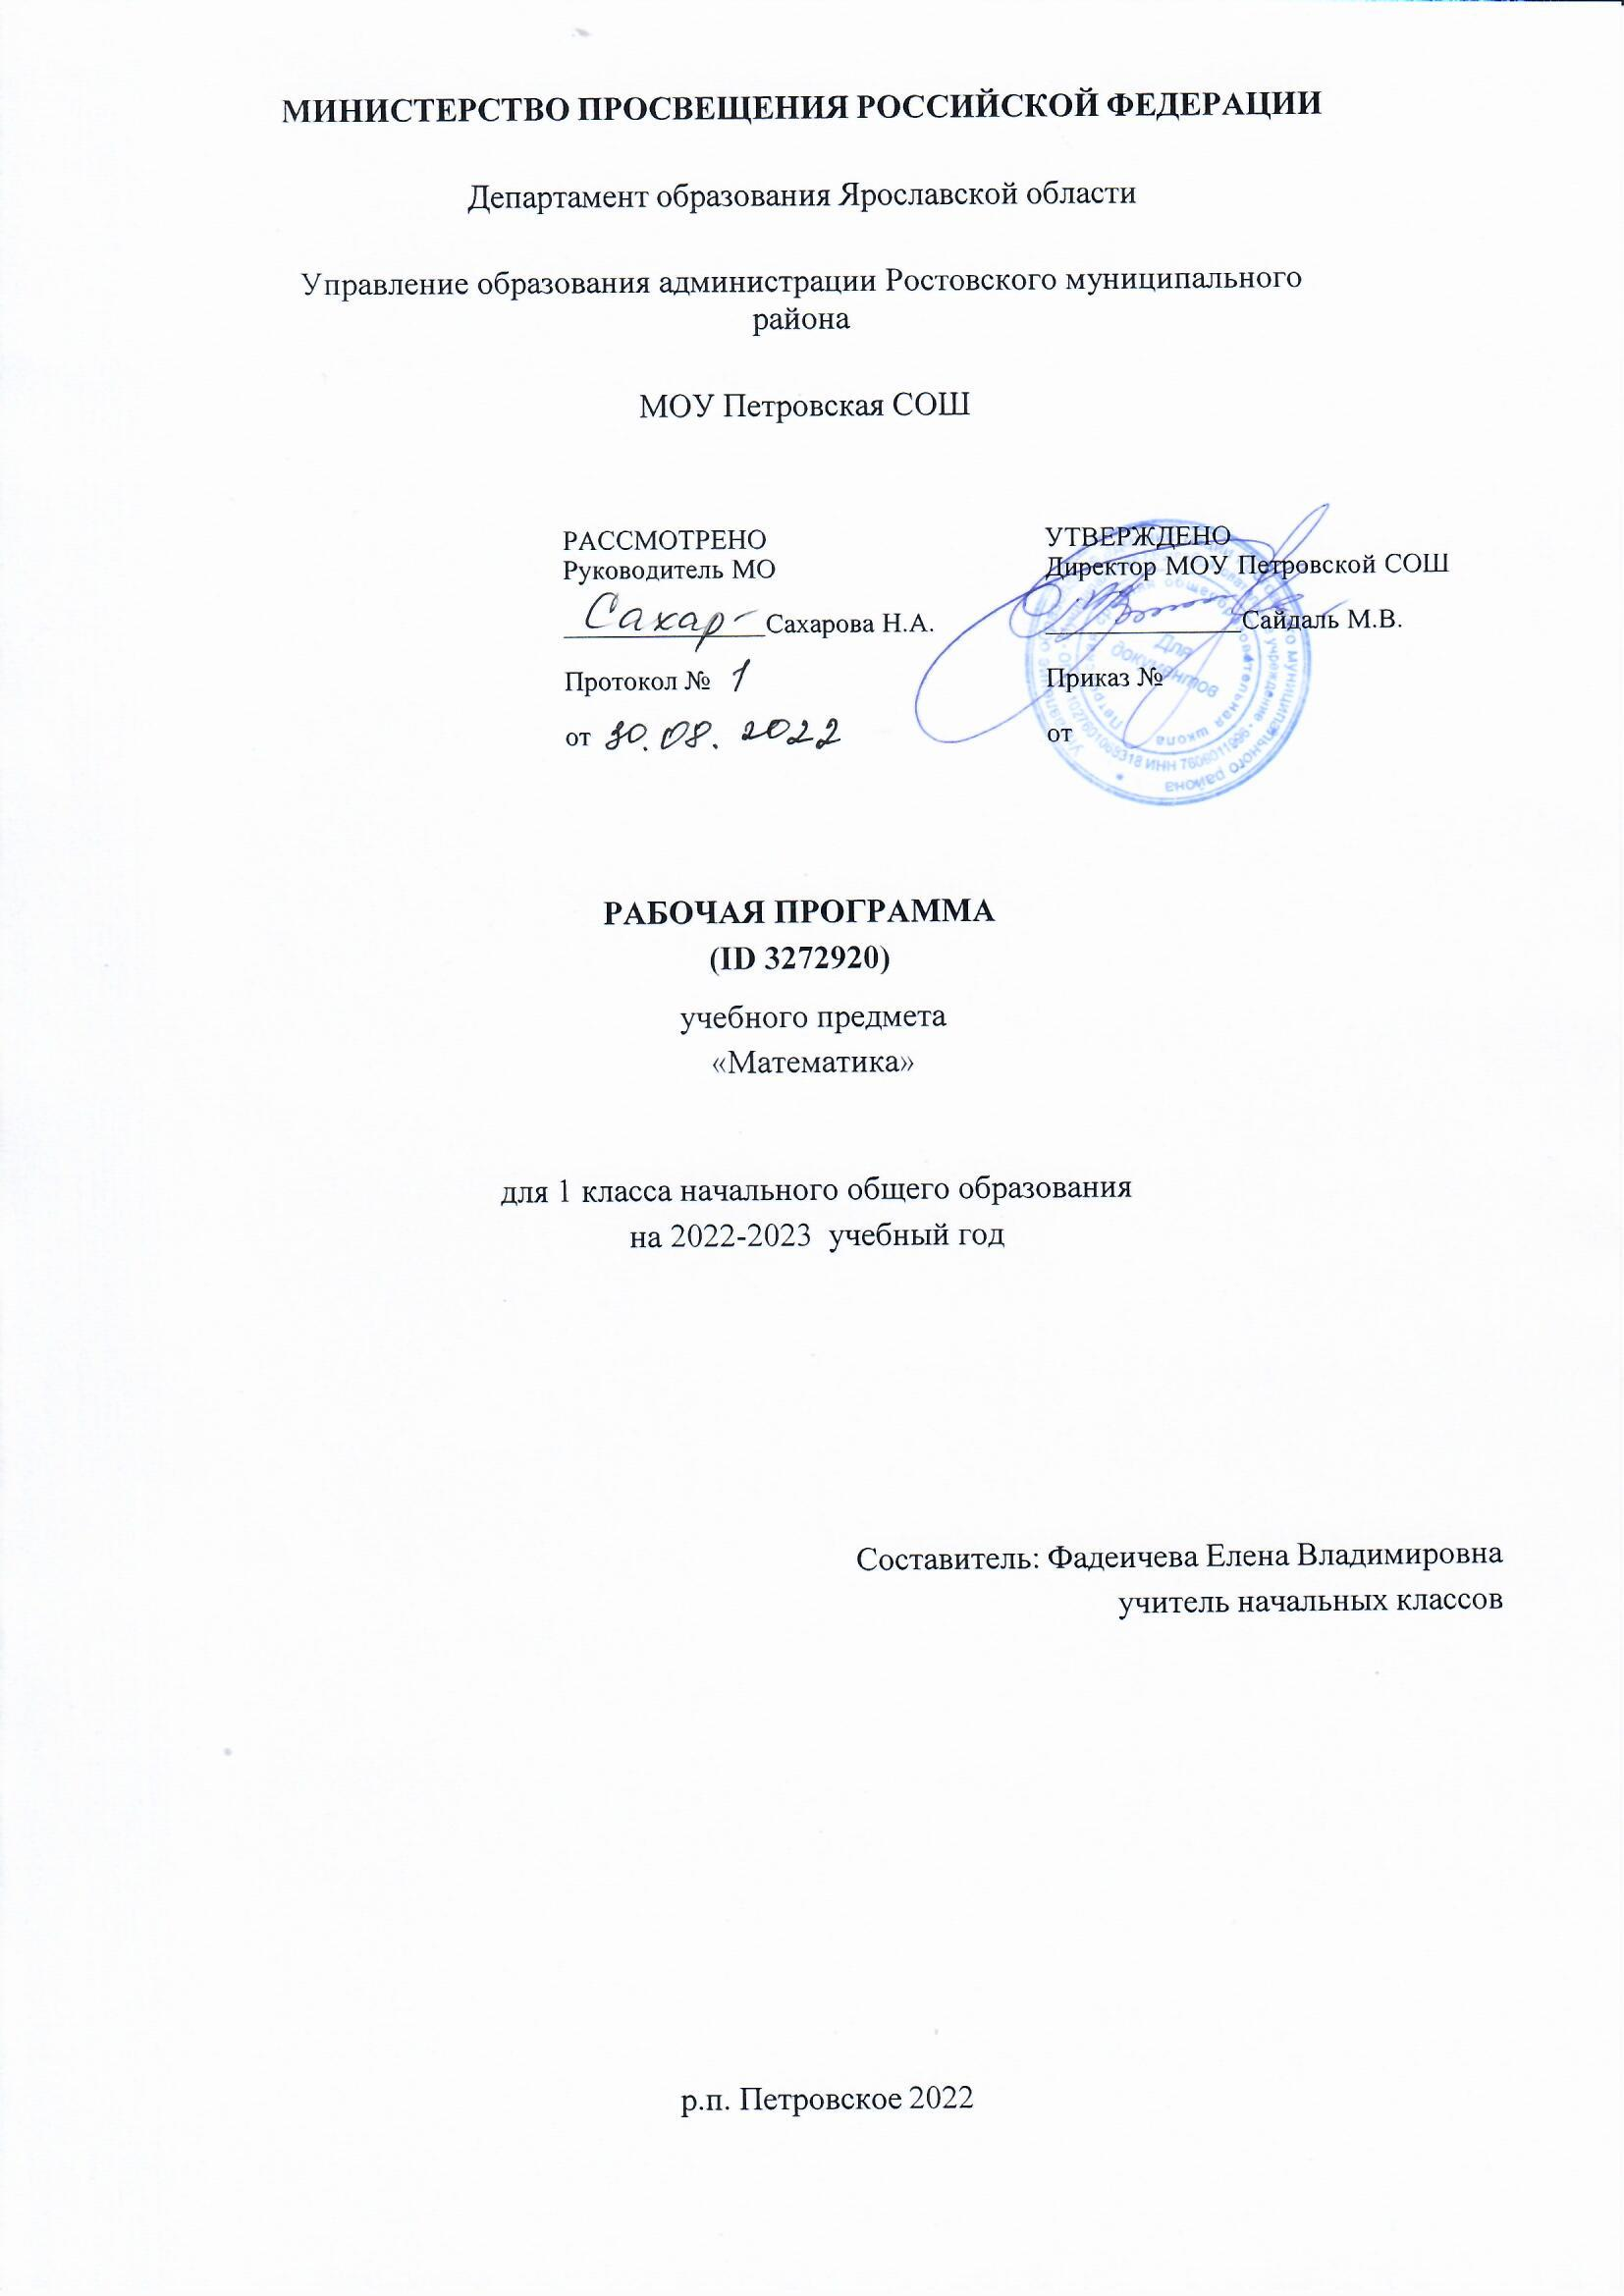 МИНИСТЕРСТВО ПРОСВЕЩЕНИЯ РОССИЙСКОЙ ФЕДЕРАЦИИ
Департамент образования Ярославской области
Управление образования администрации Ростовского муниципального
района
МОУ Петровская СОШ
РАССМОТРЕНО
Руководитель МО
Сахар Сахарова Н.А.
Протокол № 1
от 30.08.2022
УТВЕРЖДЕНО
Директор МОУ Петровской СОШ
Сайдаль М.В.
Приказ №
от
Для
документов
РАБОЧАЯ ПРОГРАММА
(ID 3272920)
учебного предмета
«Математика»
для 1 класса начального общего образования
на 2022-2023 учебный год
Составитель: Фадеичева Елена Владимировна
учитель начальных классов
р.п. Петровское 2022